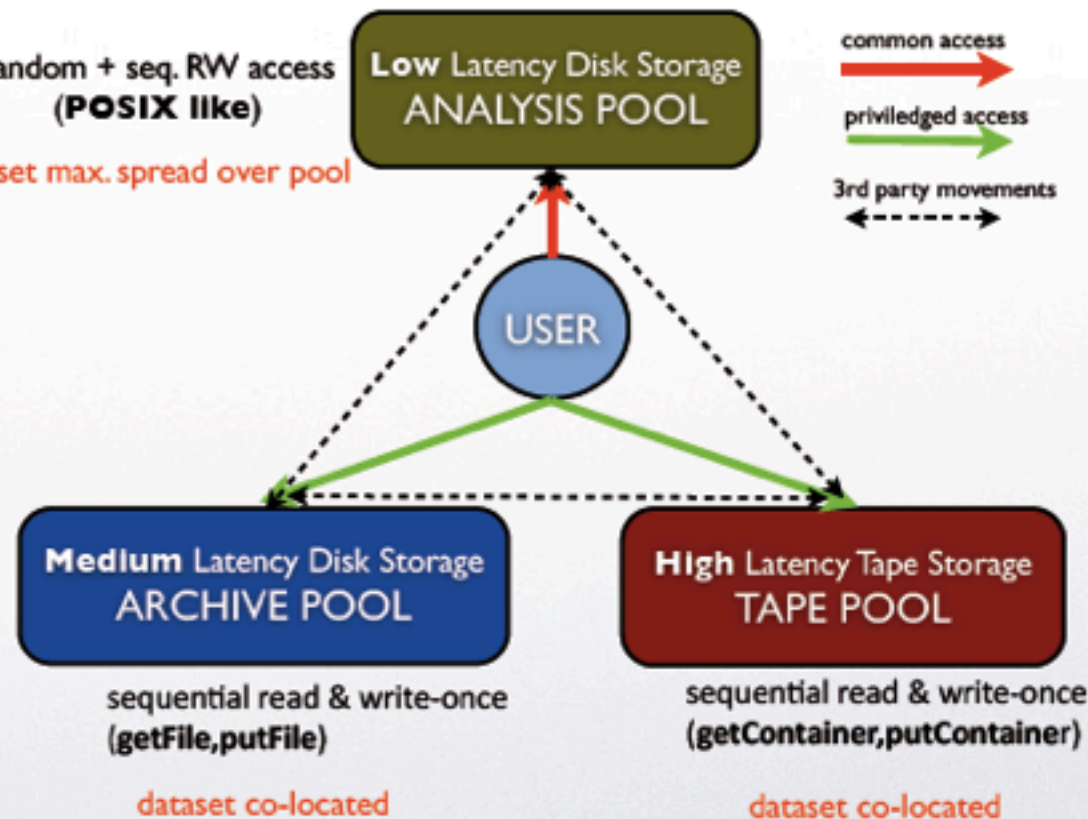 andom + seq. RW access
(POSIX like)
set max. spread over pool
Low Latency Disk Storage
ANALYSIS POOL
common access
priviledged access
3rd party movements
USER
Medium Latency Disk Storage
ARCHIVE POOL
sequential read & write-once
(getFile,putFile)
dataset co-located
High Latency Tape Storage
TAPE POOL
sequential read & write-once
(getContainer,putContainer)
dataset co-located